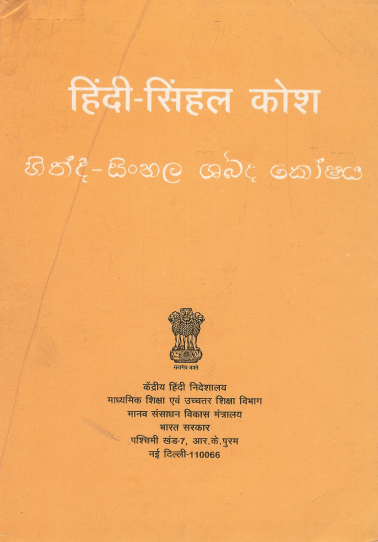 हिंदी-सिंहल कोश
හින්දි-සිංහල ශබ්ද කෝෂය
सत्यमेव जयते
केंद्रीय हिंदी निदेशालय
माध्यमिक शिक्षा एवं उच्चतर शिक्षा विभाग
मानव संसाधन विकास मंत्रालय
भारत सरकार
पश्चिमी खंड-7, आर.के.पुरम
नई दिल्ली-110066